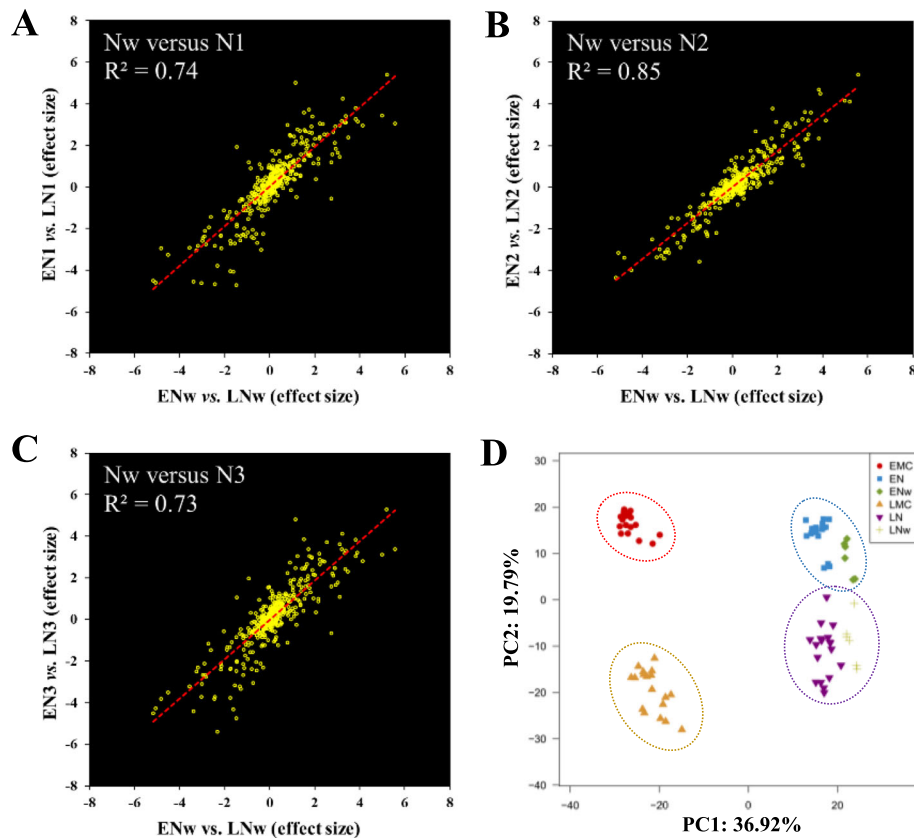 A
Nw versus N1
R² = 0.74
EN1 vs. LN1 (effect size)
8
6
4
2
0
-2
-4
-6
-8
-8 -6 -4 -2 0 2 4 6 8
ENw vs. LNw (effect size)
B
Nw versus N2
R² = 0.85
EN2 vs. LN2 (effect size)
8
6
4
2
0
-2
-4
-6
-8
-8 -6 -4 -2 0 2 4 6 8
ENw vs. LNw (effect size)
C
Nw versus N3
R² = 0.73
EN3 vs. LN3 (effect size)
8
6
4
2
0
-2
-4
-6
-8
-8 -6 -4 -2 0 2 4 6 8
ENw vs. LNw (effect size)
D
EMC
EN
ENw
LMC
LN
LNw
PC2: 19.79%
30
20
10
0
-10
-20
-30
-40
-40 -20 0 20
PC1: 36.92%